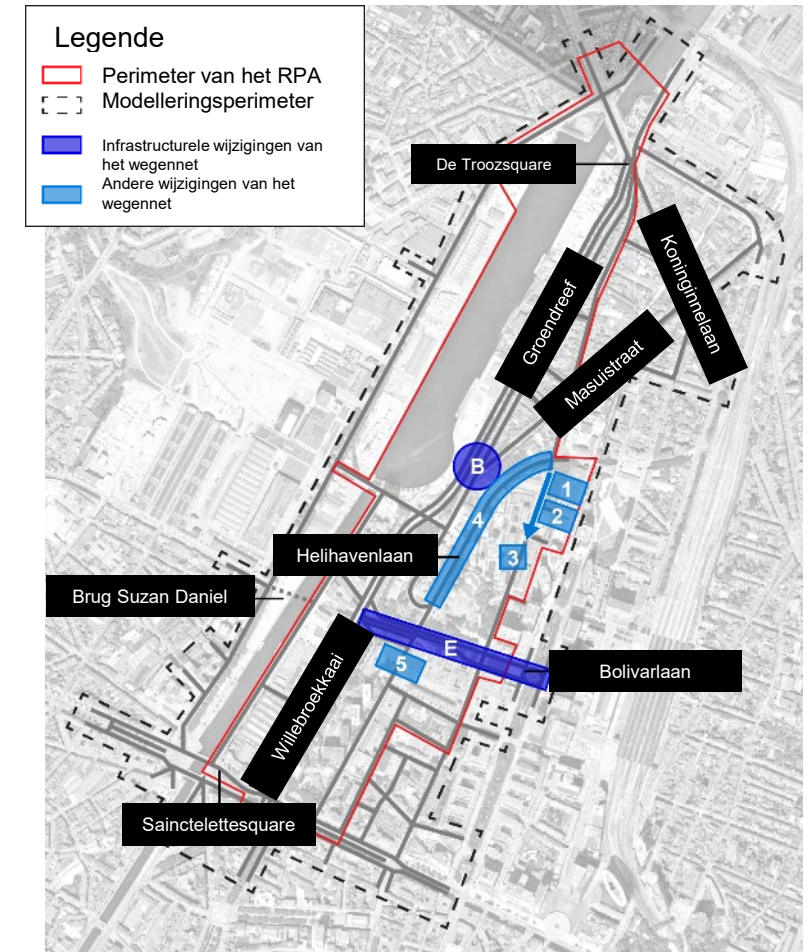 Legende
Perimeter van het RPA
Modelleringsperimeter
Infrastructurele wijzigingen van
het wegennet
Andere wijzigingen van het
wegennet
De Troozsquare
Koninginnelaan
Groendreef
Masuistraat
B
1
2
4
3
Helihavenlaan
Brug Suzan Daniel
E
5
Bolivarlaan
Willebroekkaai
Sainctelettesquare